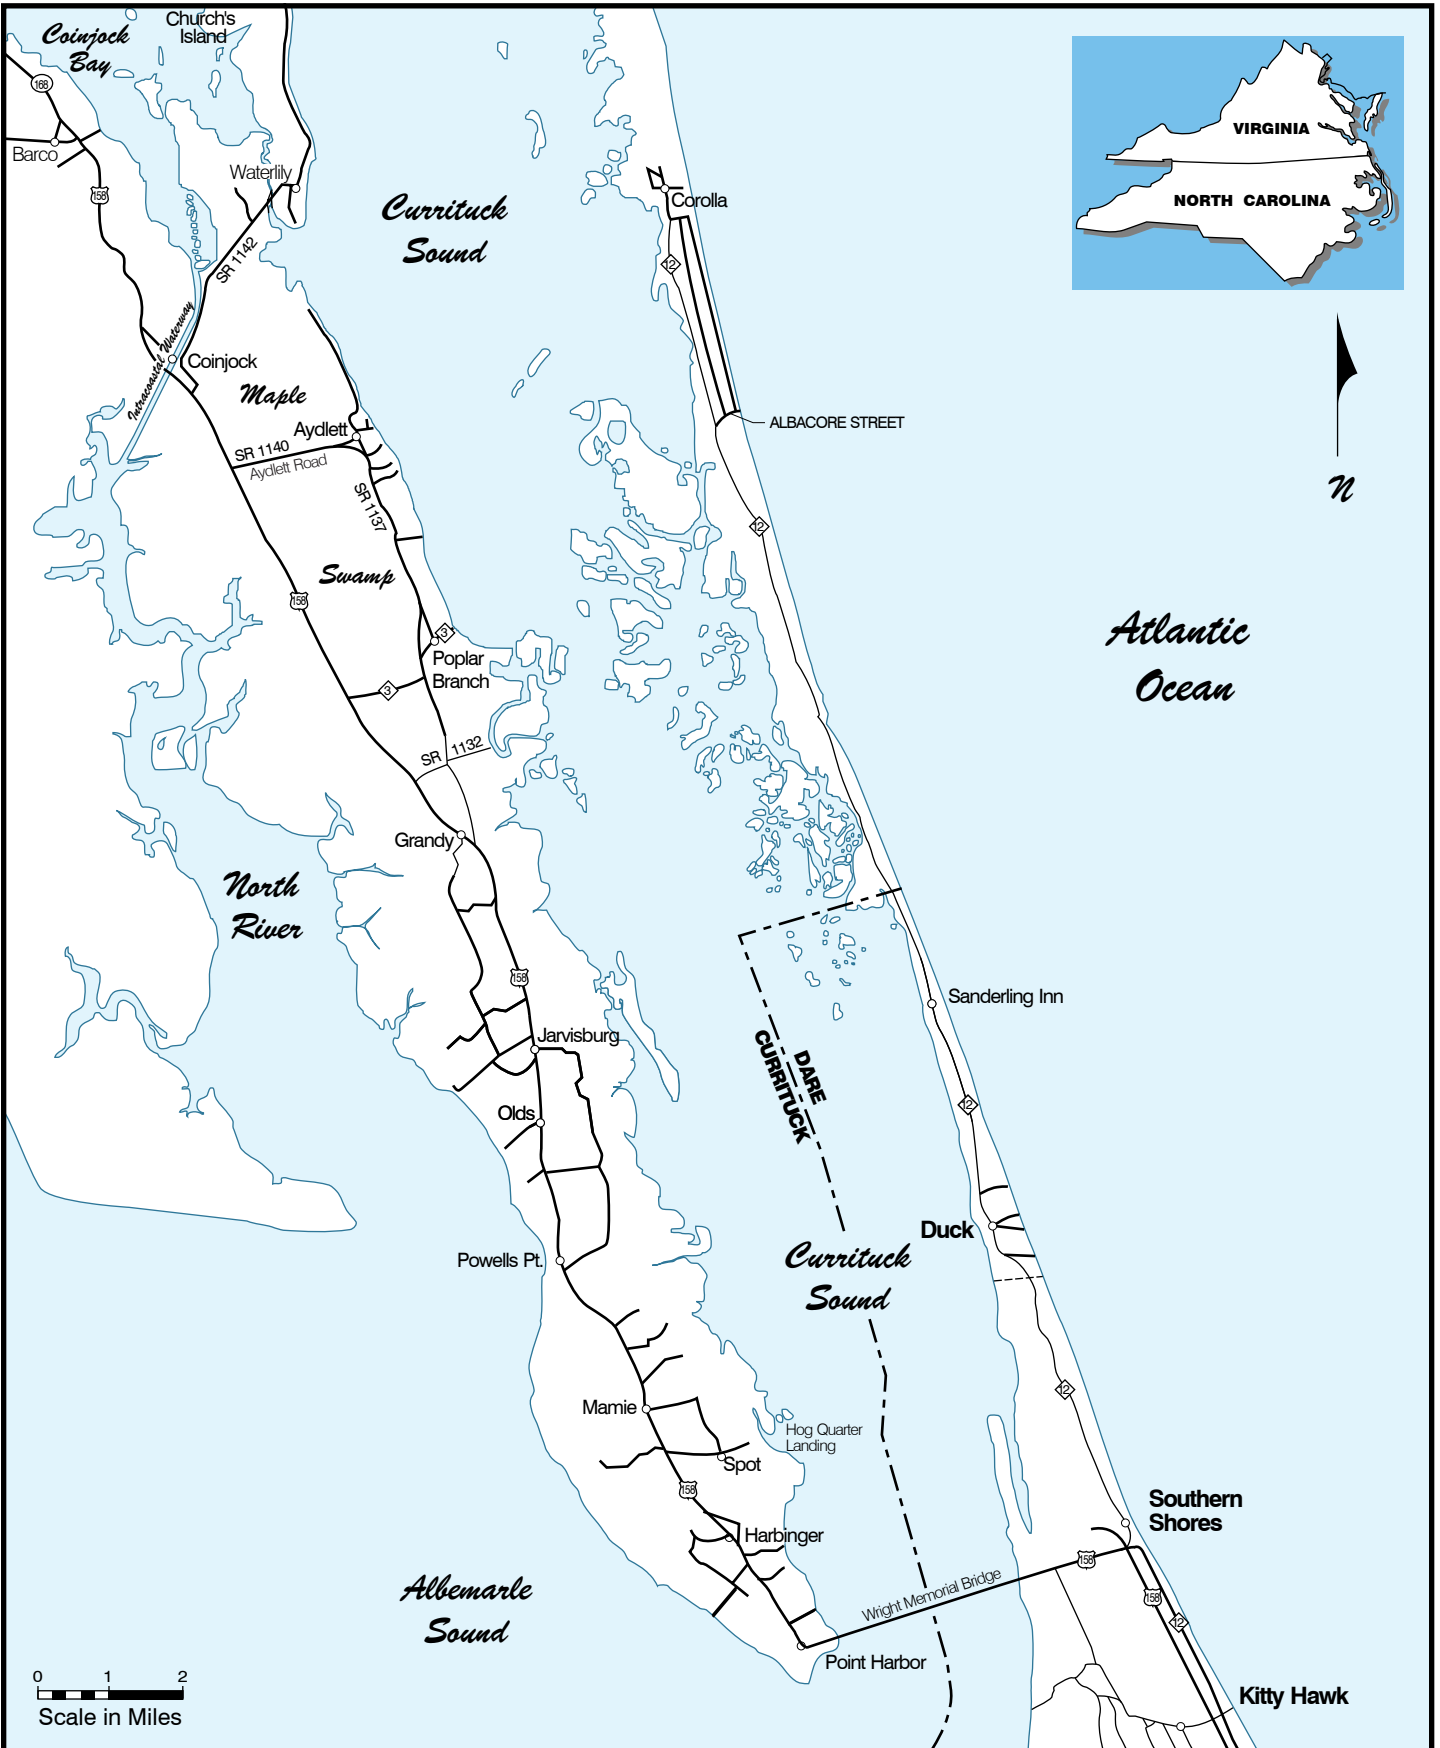 Church's
Island
Coinjock
Bay
168
Barco
158
Waterlily
SR 1142
Currituck
Sound
Corolla
12
VIRGINIA
NORTH CAROLINA
N
Intracoastal Waterway
Coinjock
Maple
Aydlett
SR 1140
Aydlett Road
SR 1137
ALBACORE STREET
12
Swamp
158
3
Poplar
Branch
3
Atlantic
Ocean
SR 1132
Grandy
North
River
158
Sanderling Inn
Jarvisburg
DARE
CURRITUCK
Olds
12
Duck
Currituck
Sound
Powells Pt.
12
Mamie
Hog Quarter
Landing
Spot
158
Southern
Shores
Harbinger
158
Wright Memorial Bridge
158
12
Albemarle
Sound
Point Harbor
Kitty Hawk
0 1 2
Scale in Miles